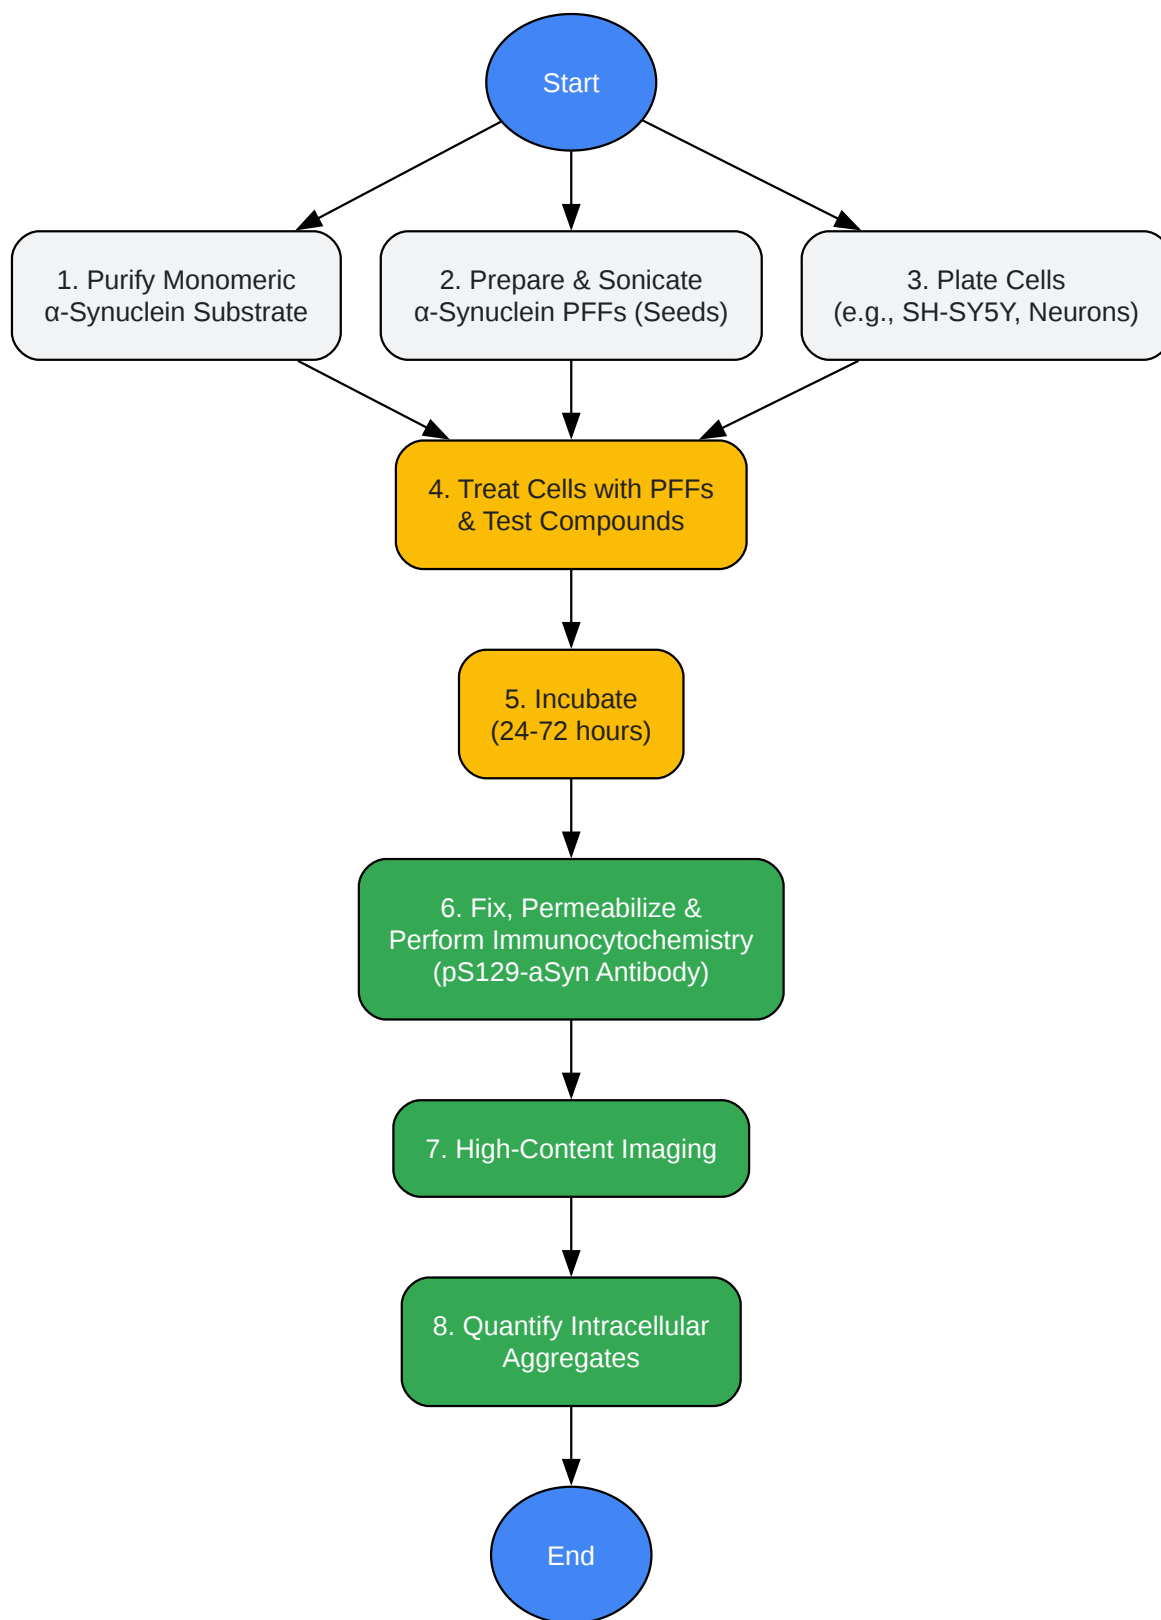 Start
1. Purify Monomeric
α-Synuclein Substrate
2. Prepare & Sonicate
α-Synuclein PFFs (Seeds)
3. Plate Cells
(e.g., SH-SY5Y, Neurons)
4. Treat Cells with PFFs
& Test Compounds
5. Incubate
(24-72 hours)
6. Fix, Permeabilize &
Perform Immunocytochemistry
(pS129-aSyn Antibody)
7. High-Content Imaging
8. Quantify Intracellular
Aggregates
End